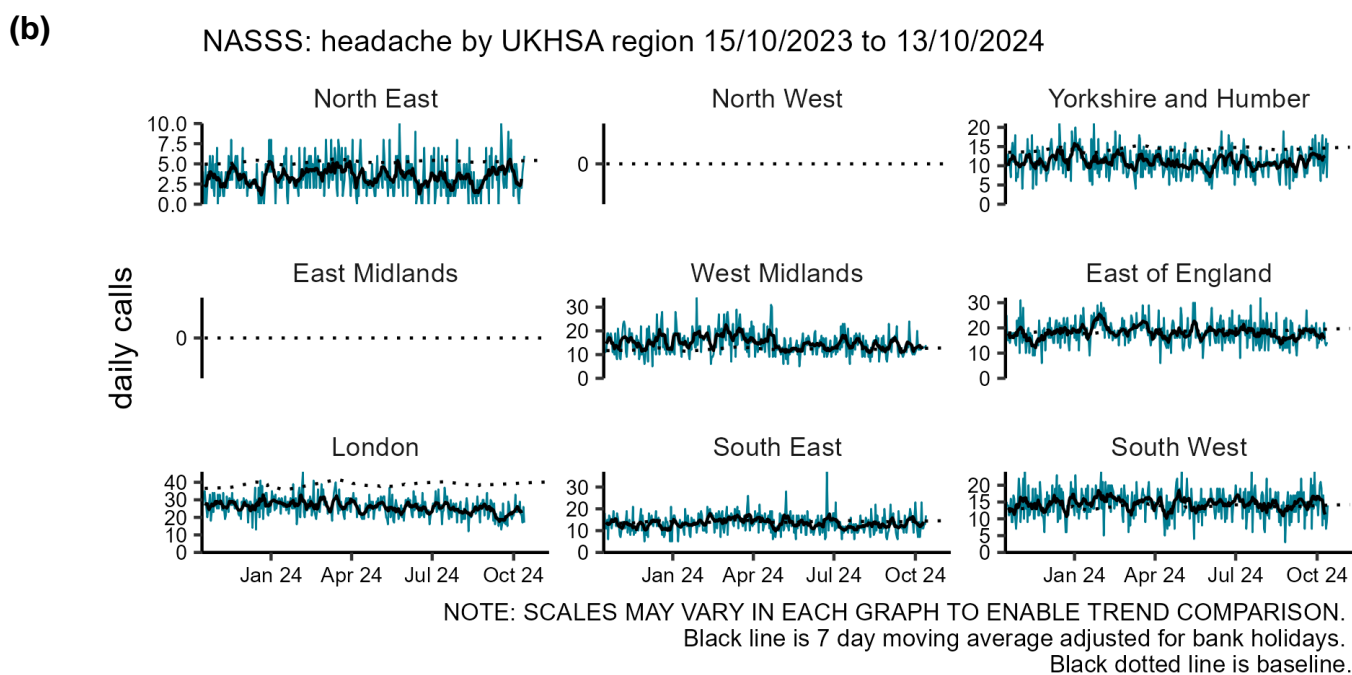 (b)
NASSS: headache by UKHSA region 15/10/2023 to 13/10/2024
daily calls
North East
10.0
7.5
5.0
2.5
0.0
North West
0
Yorkshire and Humber
20
15
10
5
0
East Midlands
0
West Midlands
30
20
10
0
East of England
30
20
10
0
London
40
30
20
10
0
Jan 24 Apr 24 Jul 24 Oct 24
South East
30
20
10
0
Jan 24 Apr 24 Jul 24 Oct 24
South West
20
15
10
5
0
Jan 24 Apr 24 Jul 24 Oct 24
NOTE: SCALES MAY VARY IN EACH GRAPH TO ENABLE TREND COMPARISON.
Black line is 7 day moving average adjusted for bank holidays.
Black dotted line is baseline.